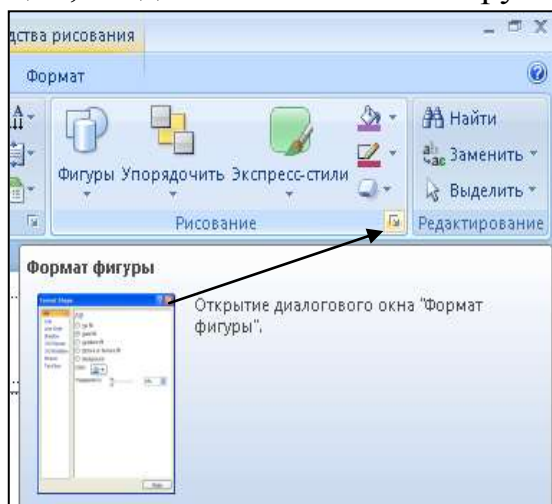 дства рисования
Формат
Найти
Заменить
Выделить
Фигуры Упорядочить Экспресс-стили
Рисование
Редактирование
Формат фигуры
Открытие диалогового окна "Формат
фигуры".